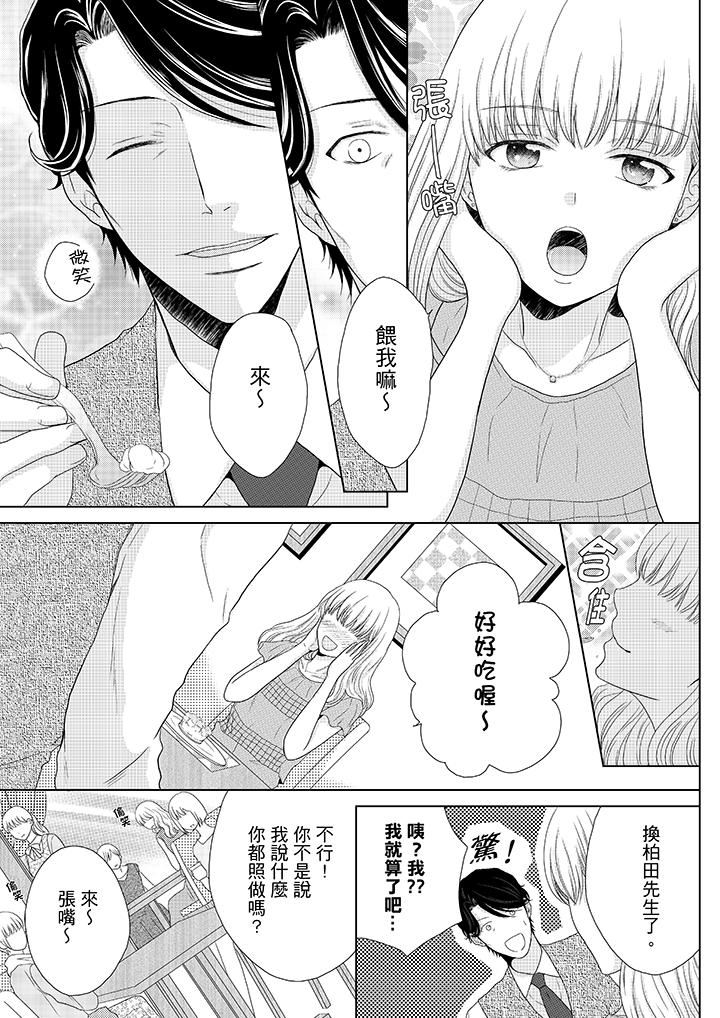 張—嘴
餵我嘛～
微笑
來～
含住
好好吃喔～
換柏田先生了。
驚！
咦？我??
我就算了吧…
不行！
你不是說
我說什麼
你都照做嗎？
偷笑
偷笑
來～
張嘴～